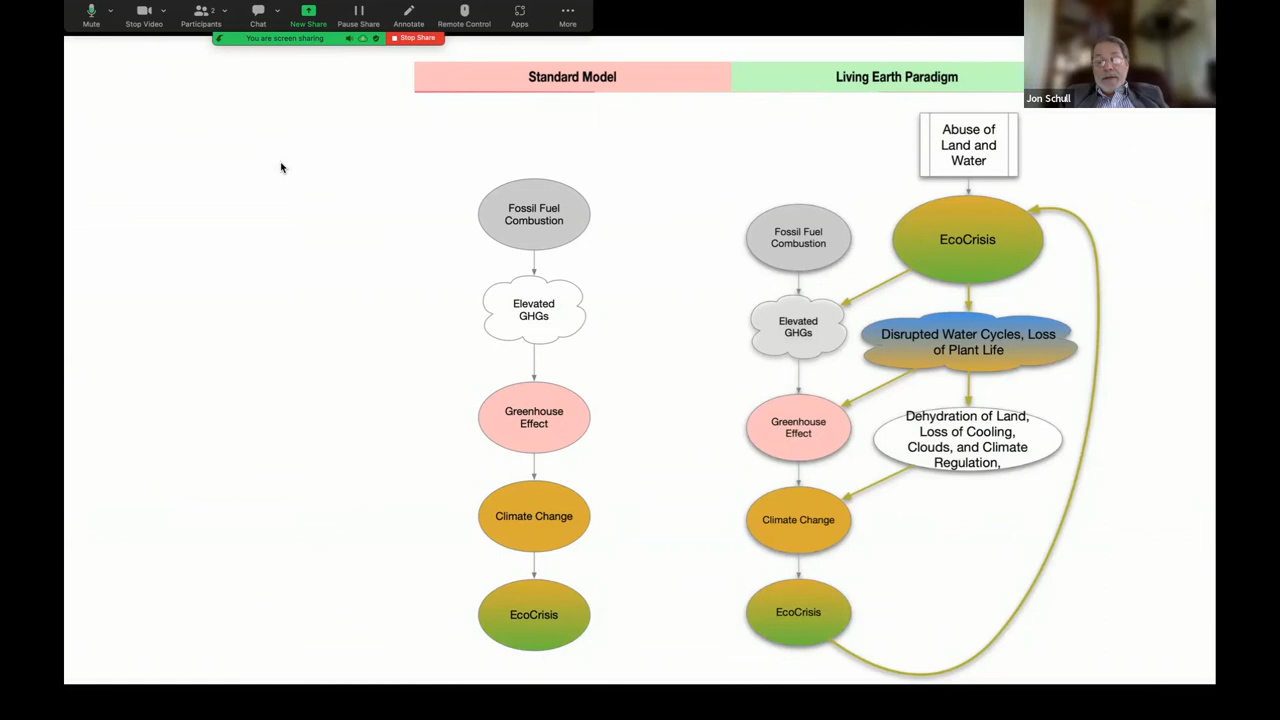 Mute
Stop Video
Participants
2
Chat
New Share
Pause Share
Annotate
Remote Control
Apps
More
You are screen sharing
Stop Share
Jon Schull
Standard Model
Living Earth Paradigm
Fossil Fuel
Combustion
Elevated
GHGs
Greenhouse
Effect
Climate Change
EcoCrisis
Abuse of
Land and
Water
Fossil Fuel
Combustion
EcoCrisis
Elevated
GHGs
Disrupted Water Cycles, Loss
of Plant Life
Greenhouse
Effect
Dehydration of Land,
Loss of Cooling,
Clouds, and Climate
Regulation,
Climate Change
EcoCrisis